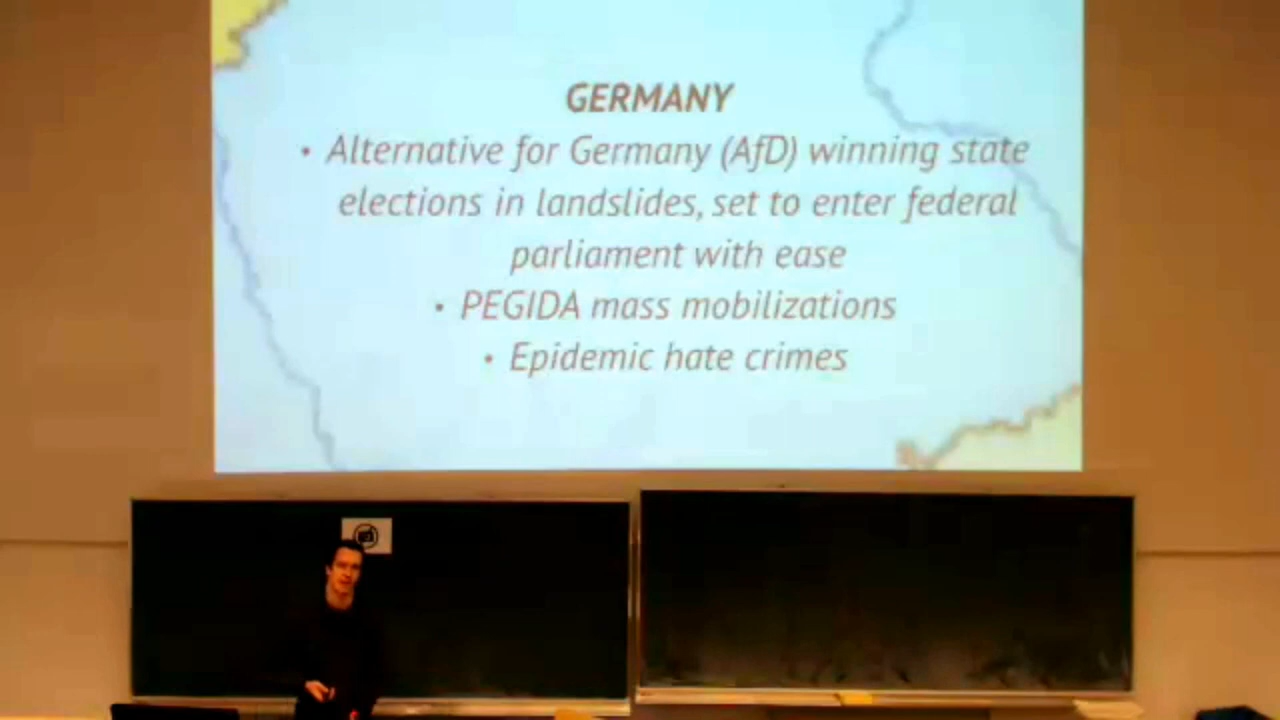 GERMANY
• Alternative for Germany (AfD) winning state
elections in landslides, set to enter federal
parliament with ease
• PEGIDA mass mobilizations
• Epidemic hate crimes